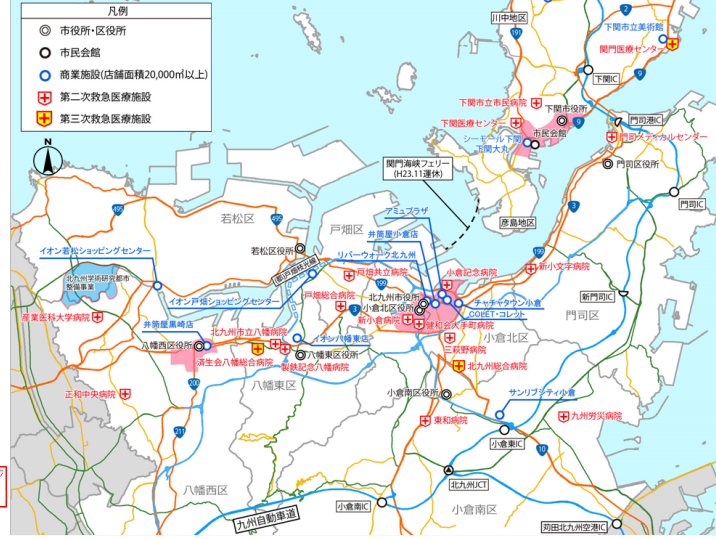 凡例
市役所・区役所
市民会館
商業施設(店舗面積20,000㎡以上)
第二次救急医療施設
第三次救急医療施設
N
川中地区
191
2
下関市立美術館
関門医療センター
9
下関IC
下関市立市民病院
下関市役所
下関医療センター
9
門司港IC
市民会館
シーモール下関
下関大丸
門司メディカルセンター
関門海峡フェリー
(H23.11運休)
門司区役所
彦島地区
門司IC
3
495
495
若松区
戸畑区
アミュプラザ
井筒屋小倉店
若松区役所
リバーウォーク北九州
199
イオン若松ショッピングセンター
(都)戸畑枝光線
戸畑共立病院
小倉記念病院
新小文字病院
北九州学術研究都市
整備事業
199
イオン戸畑ショッピングセンター
戸畑総合病院
北九州市役所
小倉北区役所
チャチャタウン小倉
COLET・コレット
新門司IC
門司区
産業医科大学病院
3
新小倉病院
健和会大手町病院
井筒屋黒崎店
北九州市立八幡病院
イオン八幡東店
小倉北区
八幡西区役所
三萩野病院
済生会八幡総合病院
八幡東区役所
製鉄記念八幡病院
北九州総合病院
200
八幡東区
小倉南区役所
サンリブシティ小倉
正和中央病院
東和病院
九州労災病院
211
小倉東IC
10
北九州JCT
八幡西区
小倉南IC
小倉南区
九州自動車道
苅田北九州空港IC